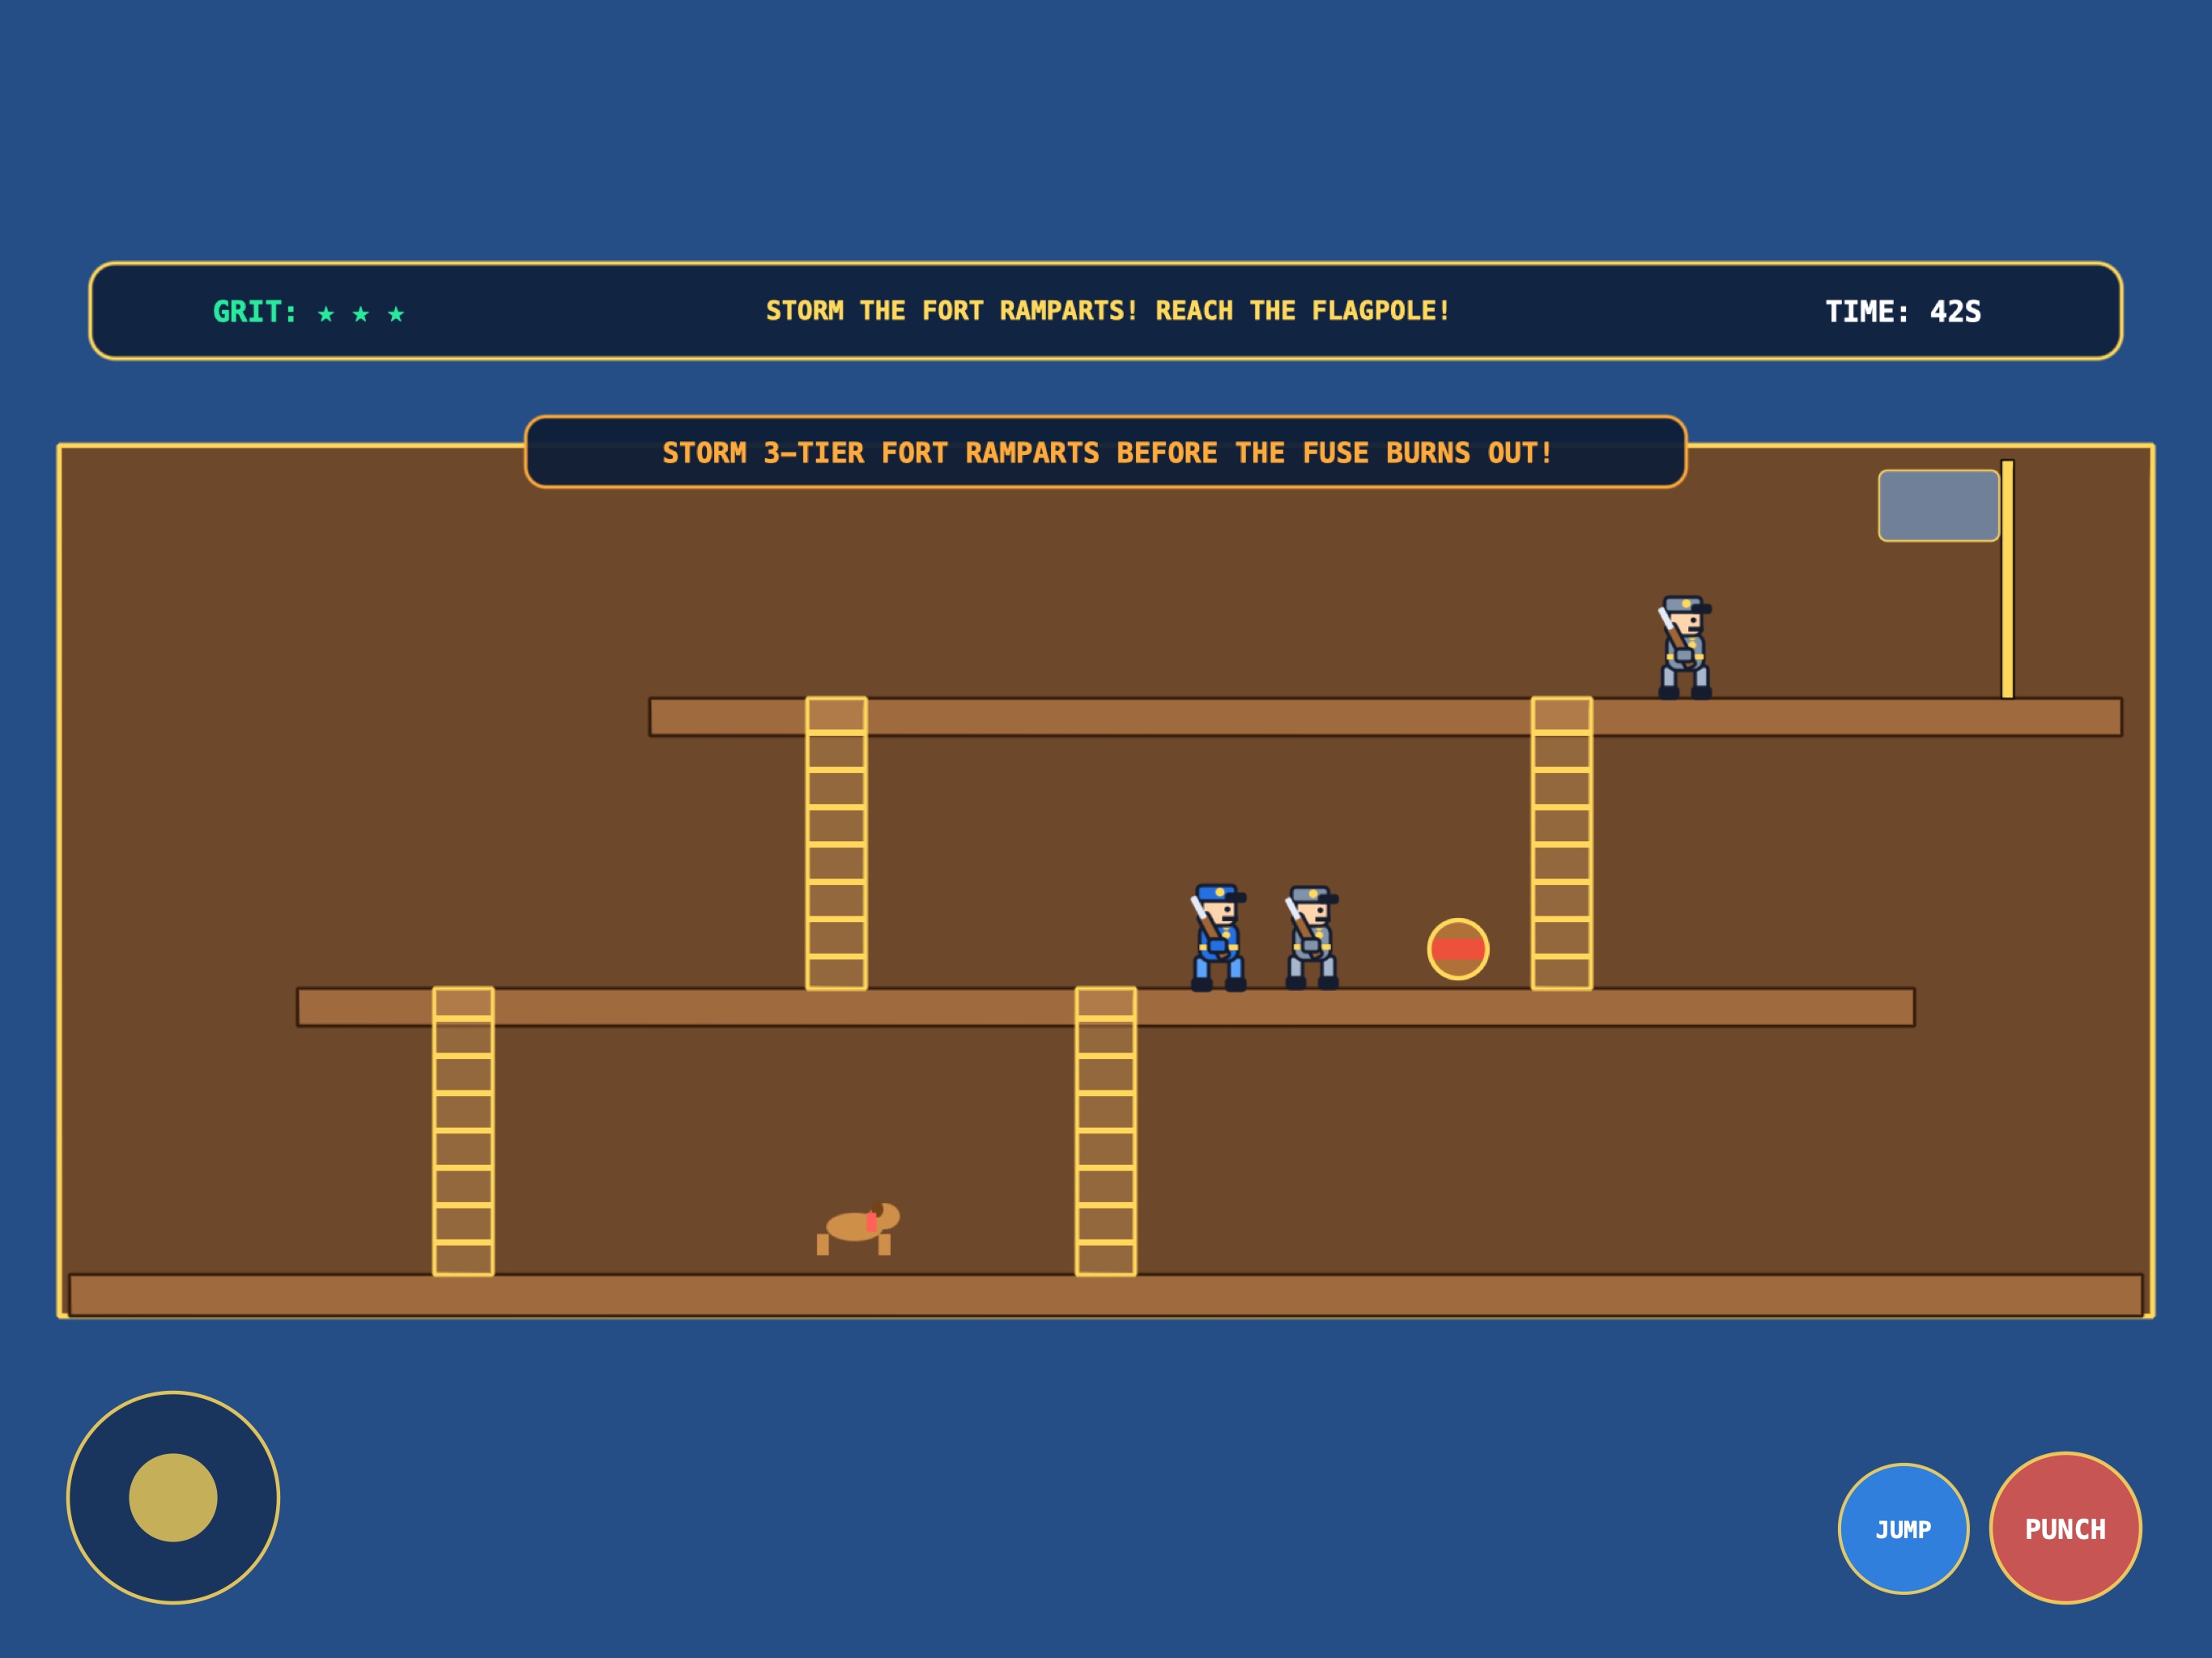 GRIT: ★ ★ ★
STORM THE FORT RAMPARTS! REACH THE FLAGPOLE!
TIME: 42S
STORM 3–TIER FORT RAMPARTS BEFORE THE FUSE BURNS OUT!
JUMP
PUNCH